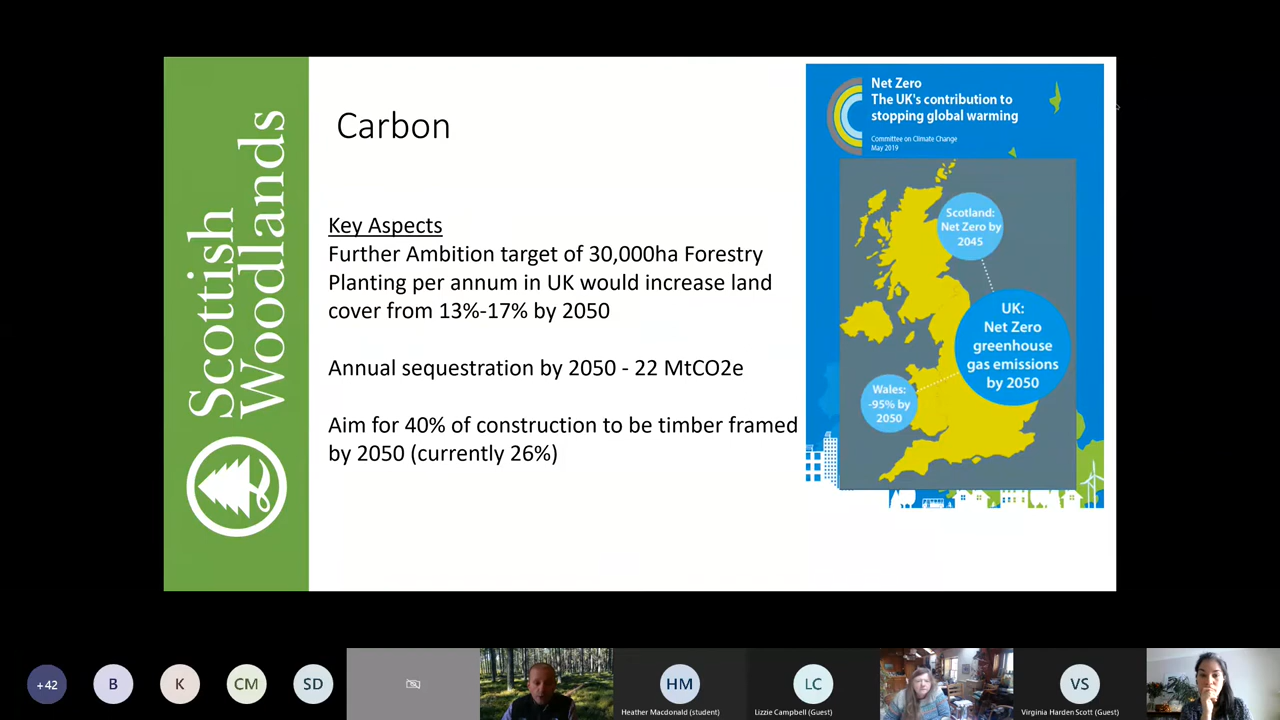 Scottish
Woodlands
Carbon
Key Aspects
Further Ambition target of 30,000ha Forestry
Planting per annum in UK would increase land
cover from 13%-17% by 2050
Annual sequestration by 2050 - 22 MtCO2e
Aim for 40% of construction to be timber framed
by 2050 (currently 26%)
Net Zero
The UK's contribution to
stopping global warming
Committee on Climate Change
May 2019
Scotland:
Net Zero by
2045
UK:
Net Zero
greenhouse
gas emissions
by 2050
Wales:
-95% by
2050
+42
B
K
CM
SD
HM
Heather Macdonald (student)
LC
Lizzie Campbell (Guest)
VS
Virginia Harden Scott (Guest)